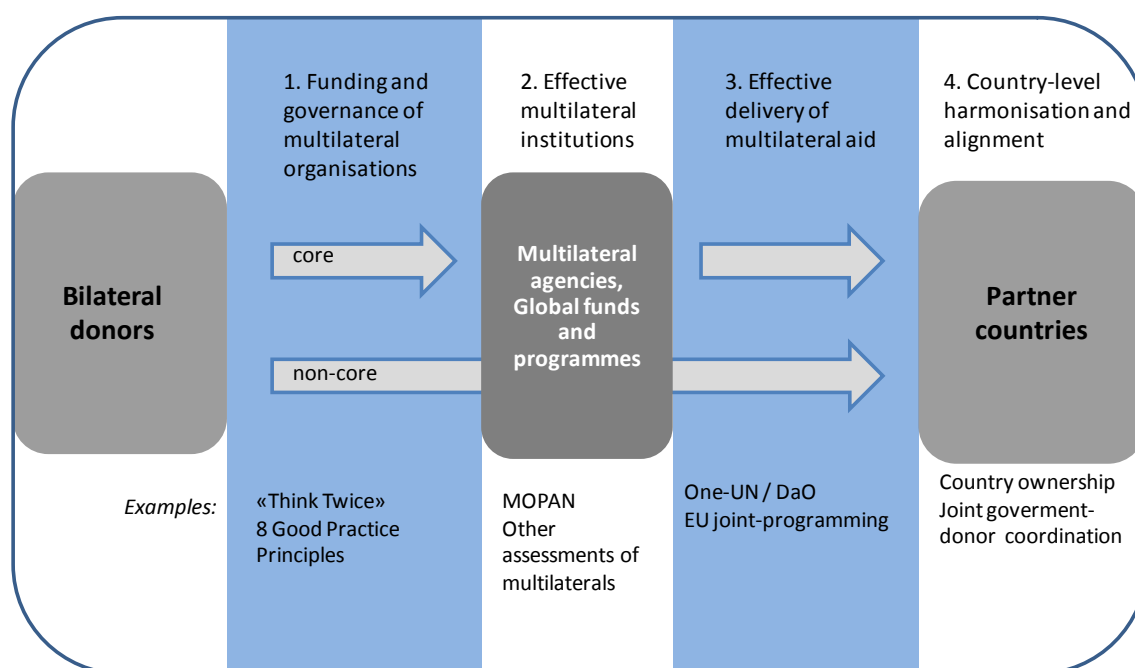 1. Funding and
governance of
multilateral
organisations
2. Effective
multilateral
institutions
3. Effective
delivery of
multilateral aid
4. Country-level
harmonisation and
alignment
Bilateral
donors
core
non-core
Multilateral
agencies,
Global funds
and
programmes
Partner
countries
Examples:
«Think Twice»
8 Good Practice
Principles
MOPAN
Other
assessments of
multilaterals
One-UN / DaO
EU joint-programming
Country ownership
Joint goverment-
donor coordination